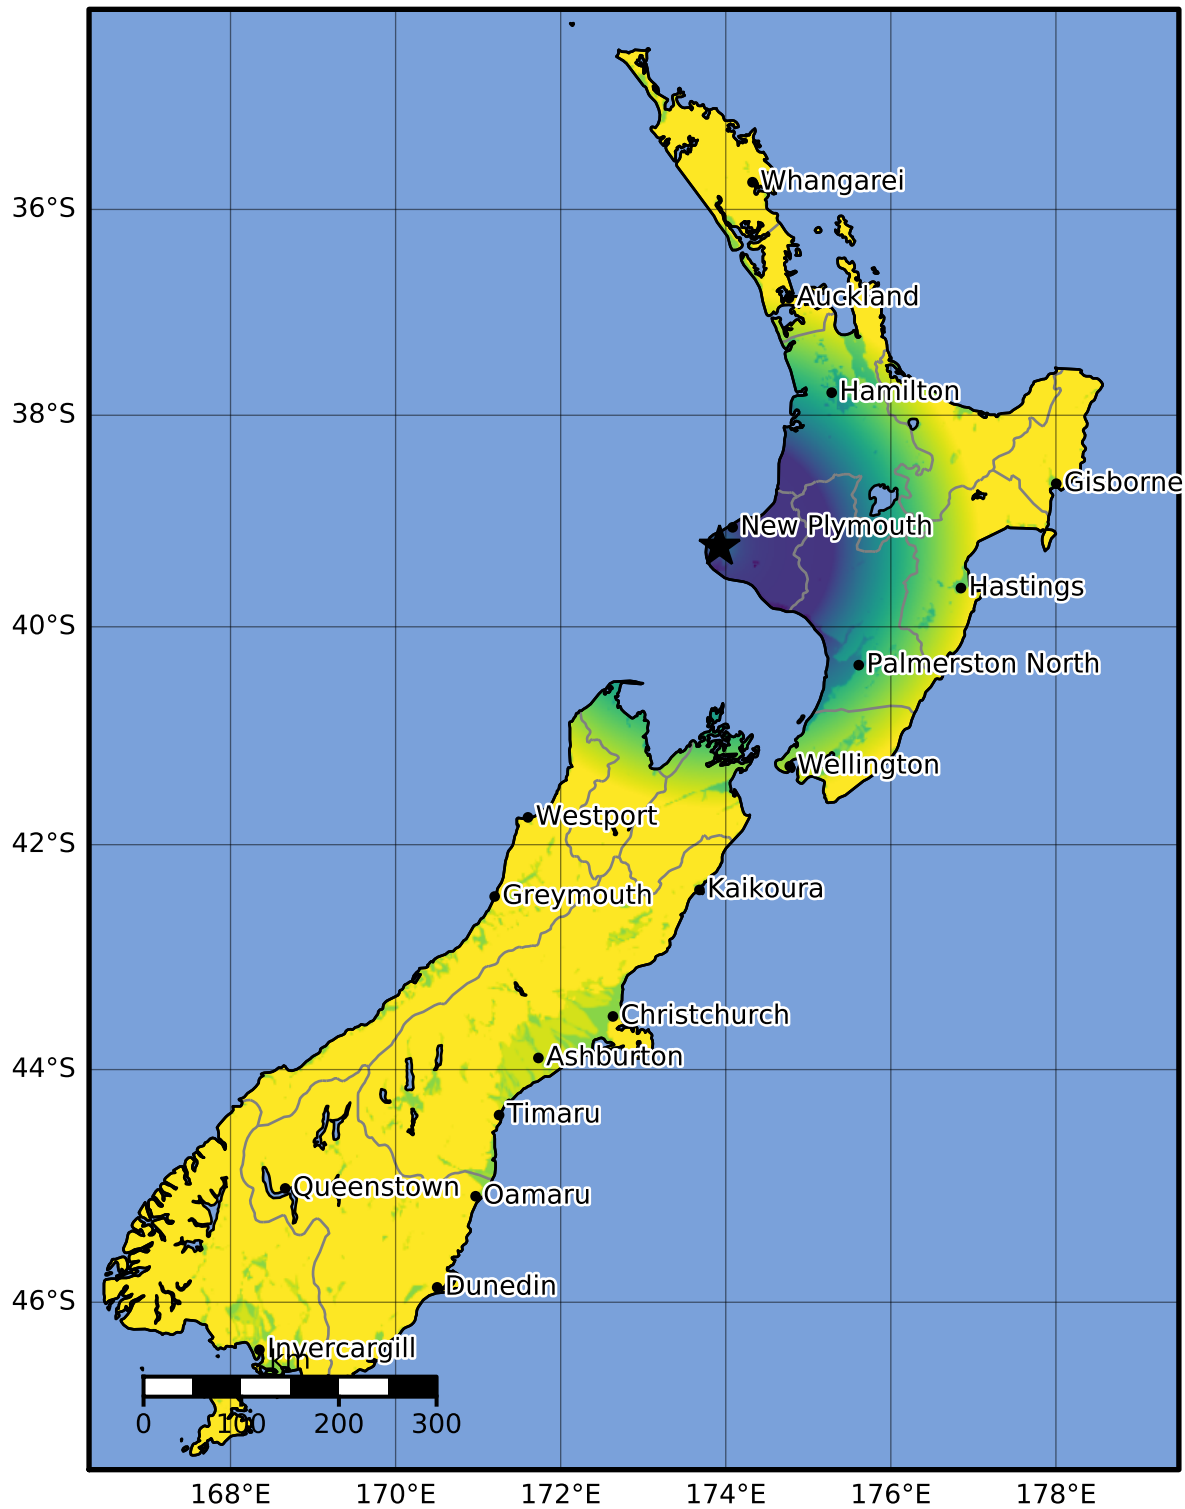 Whangarei
36°S
Auckland
Hamilton
38°S
Gisborne
New Plymouth
Hastings
40°S
Palmerston North
Wellington
Westport
42°S
Kaikoura
Greymouth
Christchurch
Ashburton
44°S
Timaru
Queenstown
Oamaru
Dunedin
46°S
Invercargill
km
0 100 200 300
168°E 170°E 172°E 174°E 176°E 178°E